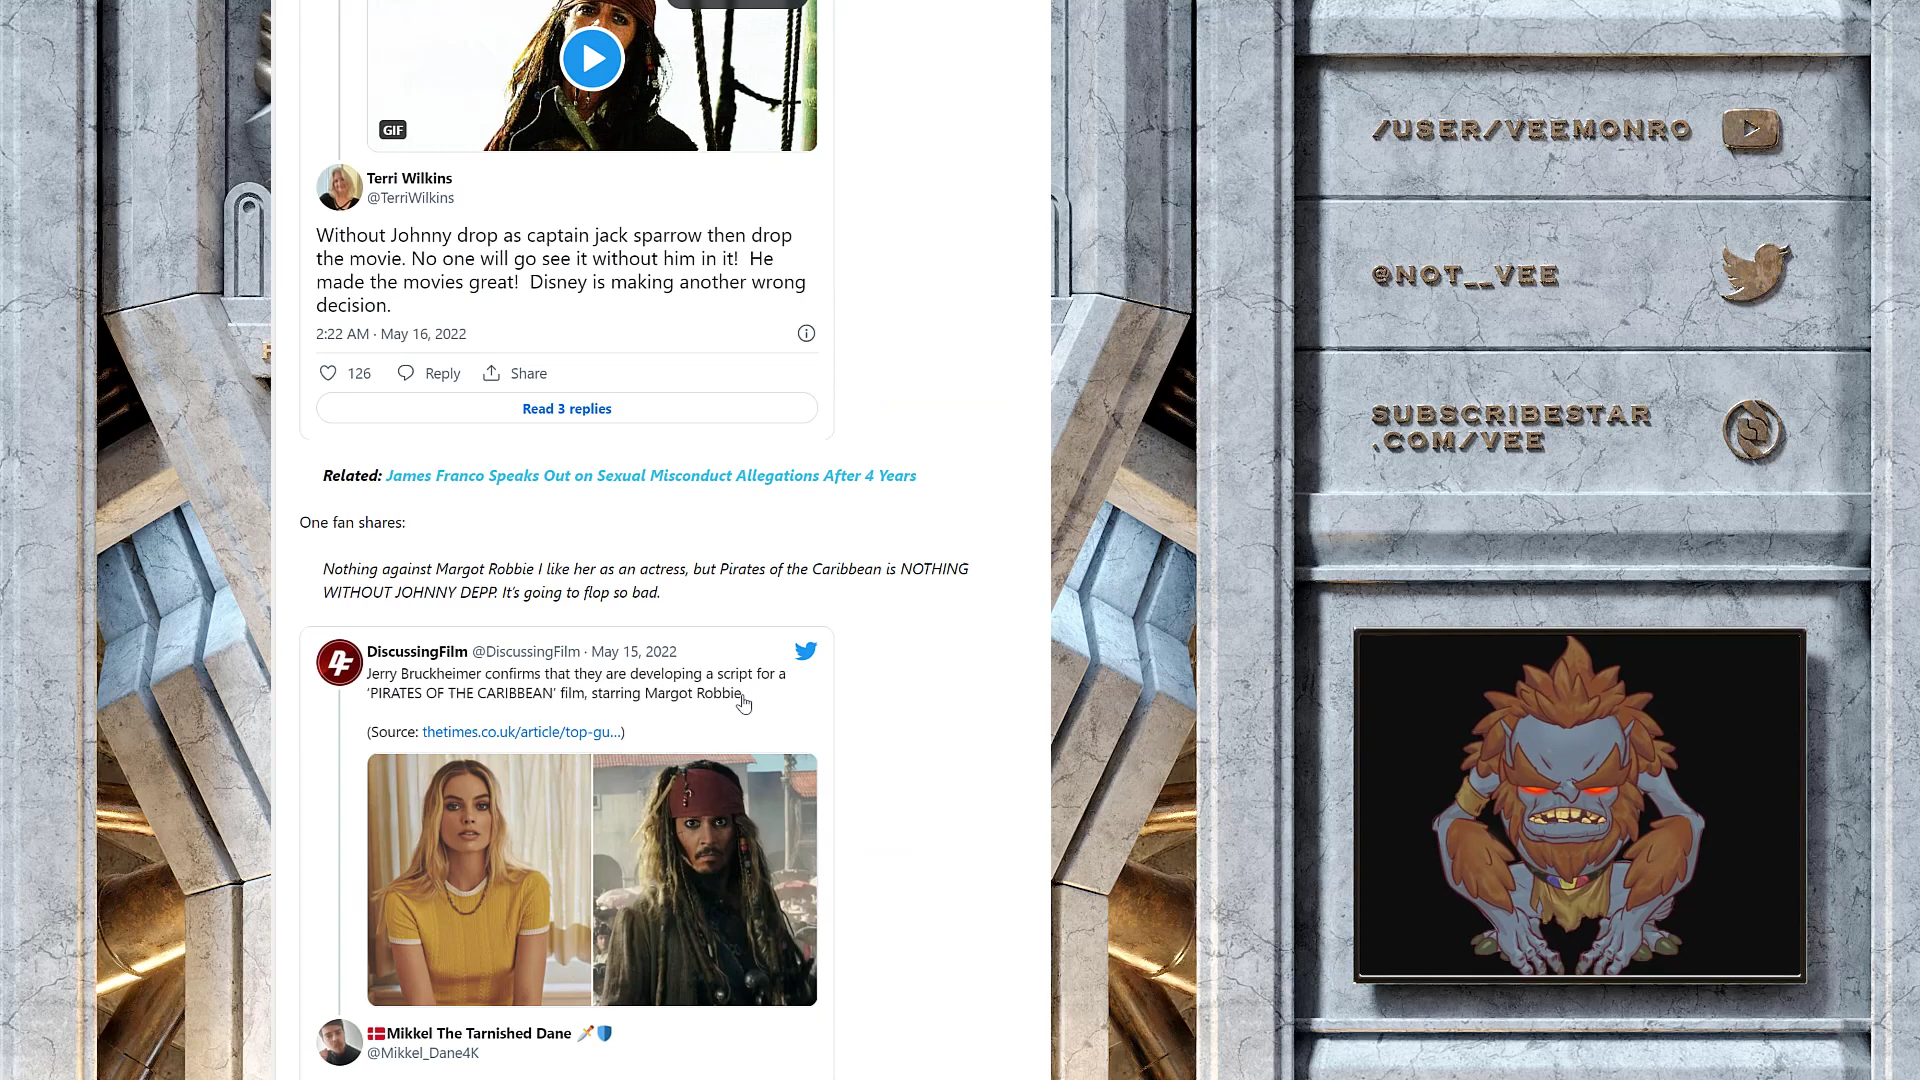 GIF
Terri Wilkins
@TerriWilkins
Without Johnny drop as captain jack sparrow then drop
the movie. No one will go see it without him in it!  He
made the movies great!  Disney is making another wrong
decision.
2:22 AM · May 16, 2022
126 Reply Share
Read 3 replies
Related: James Franco Speaks Out on Sexual Misconduct Allegations After 4 Years
One fan shares:
Nothing against Margot Robbie I like her as an actress, but Pirates of the Caribbean is NOTHING
WITHOUT JOHNNY DEPP. It's going to flop so bad.
DiscussingFilm @DiscussingFilm · May 15, 2022
Jerry Bruckheimer confirms that they are developing a script for a
‘PIRATES OF THE CARIBBEAN’ film, starring Margot Robbie.
(Source: thetimes.co.uk/article/top-gu…)
Mikkel The Tarnished Dane
@Mikkel_Dane4K
/USER/VEEMONRO
@NOT__VEE
SUBSCRIBESTAR
.COM/VEE